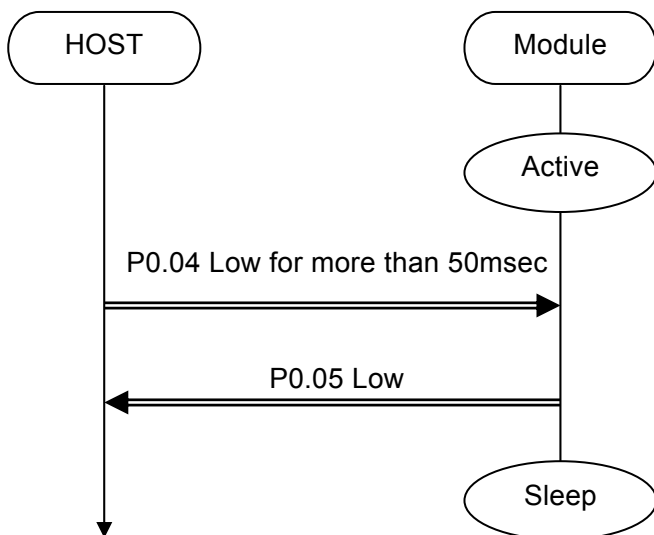 HOST
Module
Active
P0.04 Low for more than 50msec
P0.05 Low
Sleep